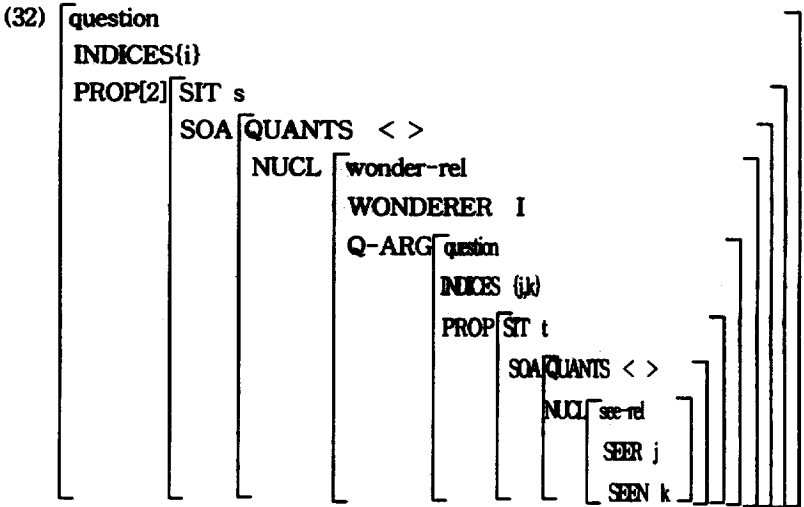 (32) question
INDICES{i}
PROP[2] SIT s
SOA QUANTS < >
NUCL wonder-rel
WONDERER I
Q-ARG question
INDICES {j,k}
PROP SIT t
SOA QUANTS < >
NUCL see-rel
SEER j
SEEN k